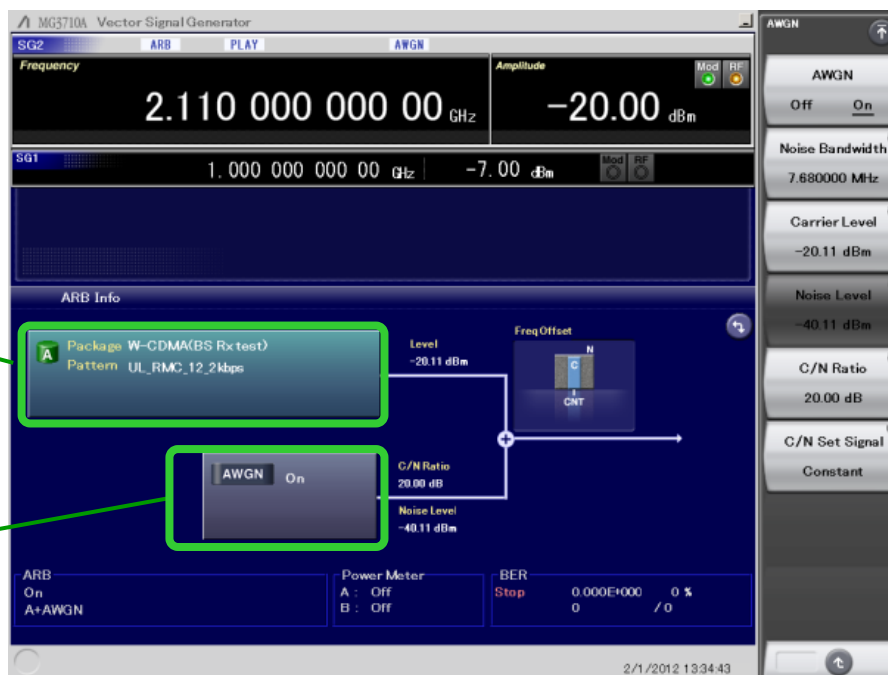 MG3710A Vector Signal Generator
SG2 ARB PLAY AWGN
Frequency
2.110 000 000 00 GHz
Amplitude
-20.00 dBm
Mod RF
SG1
1.000 000 000 00 GHz
-7.00 dBm
Mod RF
ARB Info
A
Package W-CDMA(BS Rx test)
Pattern UL_RMC_12_2kbps
Level
-20.11 dBm
Freq Offset
N
C
CNT
AWGN On
C/N Ratio
20.00 dB
Noise Level
-40.11 dBm
ARB
On
A+AWGN
Power Meter
A : Off
B : Off
BER
Stop 0.000E+000 0 %
0 / 0
2/1/2012 13:34:43
AWGN
AWGN
Off On
Noise Bandwidth
7.680000 MHz
Carrier Level
-20.11 dBm
Noise Level
-40.11 dBm
C/N Ratio
20.00 dB
C/N Set Signal
Constant